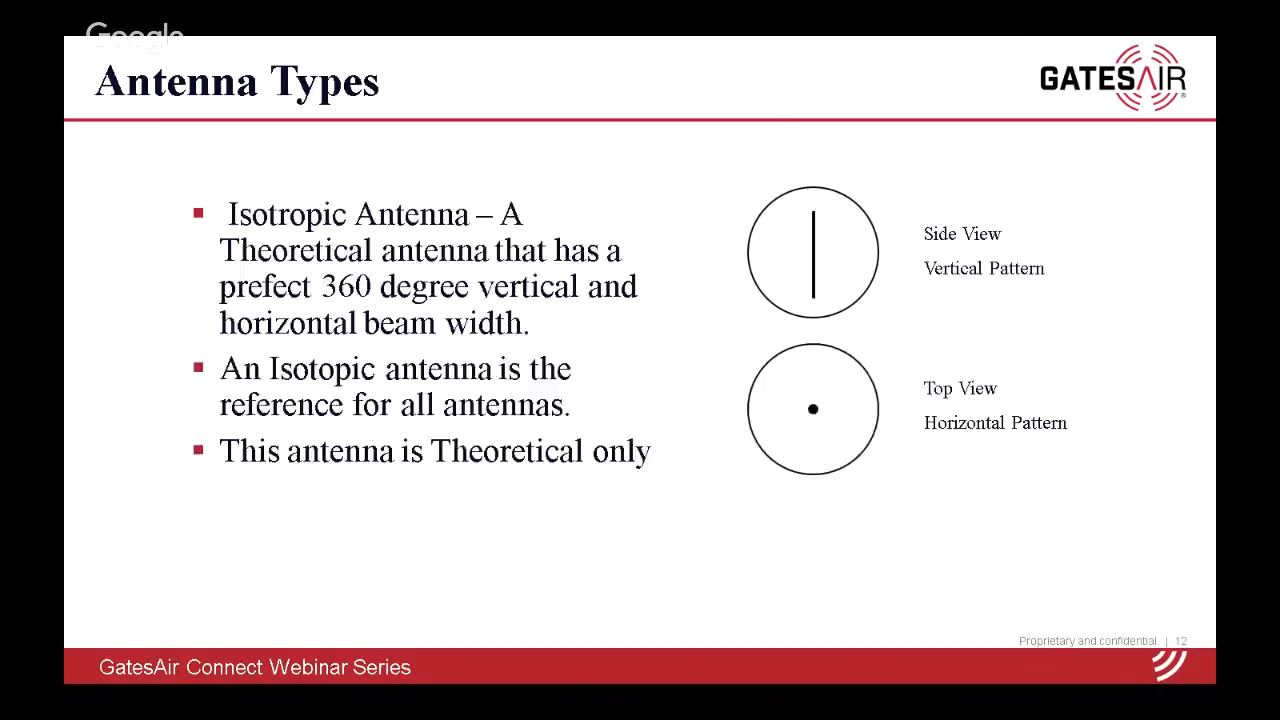 Google
Antenna Types
GATESAIR
Isotropic Antenna – A
Theoretical antenna that has a
prefect 360 degree vertical and
horizontal beam width.
An Isotopic antenna is the
reference for all antennas.
This antenna is Theoretical only
Side View
Vertical Pattern
Top View
Horizontal Pattern
Proprietary and confidential. | 12
GatesAir Connect Webinar Series